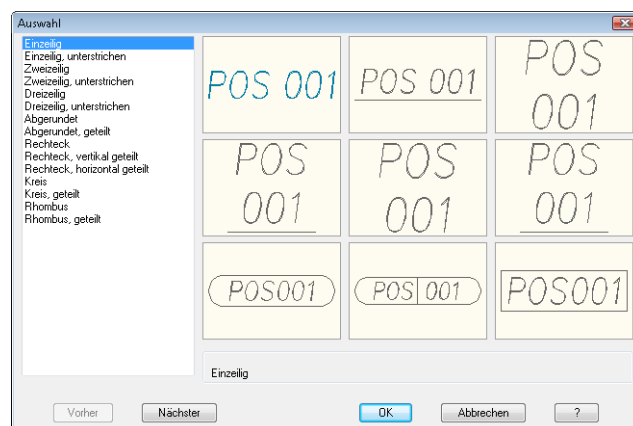 Auswahl
Einzeilig
Einzeilig, unterstrichen
Zweizeilig
Zweizeilig, unterstrichen
Dreizeilig
Dreizeilig, unterstrichen
Abgerundet
Abgerundet, geteilt
Rechteck
Rechteck, vertikal geteilt
Rechteck, horizontal geteilt
Kreis
Kreis, geteilt
Rhombus
Rhombus, geteilt
POS 001
POS 001
POS
001
POS
001
POS
001
POS
001
POS001
POS 001
POS001
Einzeilig
Vorher
Nächster
OK
Abbrechen
?